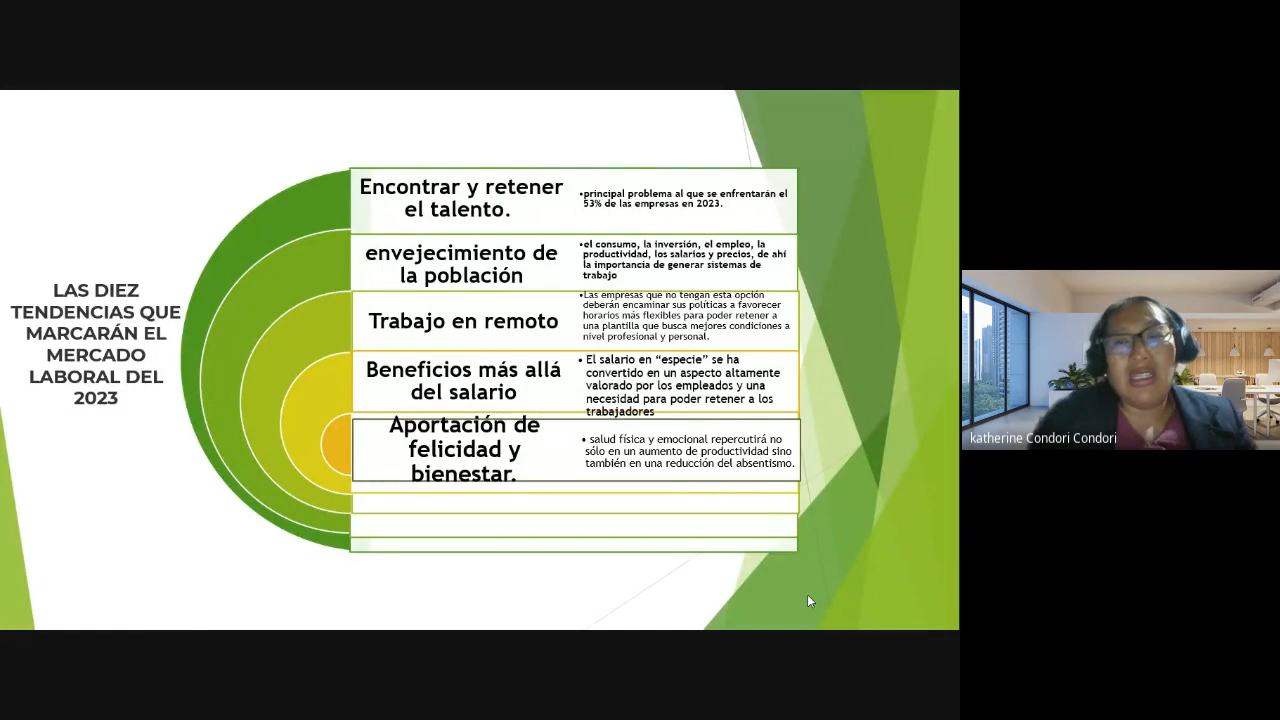 LAS DIEZ
TENDENCIAS QUE
MARCARÁN EL
MERCADO
LABORAL DEL
2023
Encontrar y retener
el talento.
•principal problema al que se enfrentarán el
53% de las empresas en 2023.
envejecimiento de
la población
•el consumo, la inversión, el empleo, la
productividad, los salarios y precios, de ahí
la importancia de generar sistemas de
trabajo
Trabajo en remoto
•Las empresas que no tengan esta opción
deberán encaminar sus políticas a favorecer
horarios más flexibles para poder retener a
una plantilla que busca mejores condiciones a
nivel profesional y personal.
Beneficios más allá
del salario
• El salario en “especie” se ha
convertido en un aspecto altamente
valorado por los empleados y una
necesidad para poder retener a los
trabajadores
Aportación de
felicidad y
bienestar.
• salud física y emocional repercutirá no
sólo en un aumento de productividad sino
también en una reducción del absentismo.
katherine Condori Condori